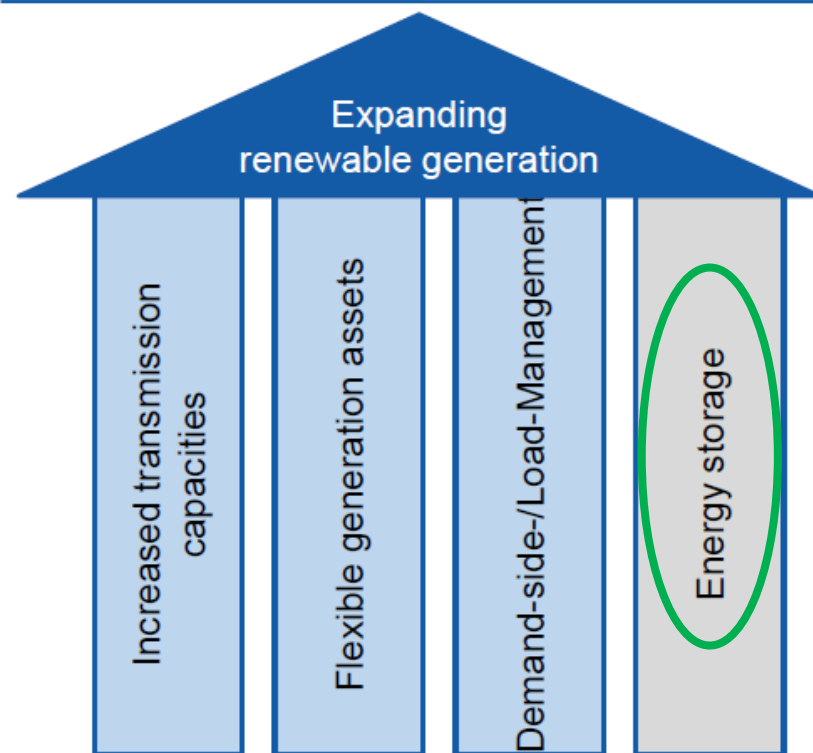 Expanding
renewable generation
Increased transmission
capacities
Flexible generation assets
Demand-side-/Load-Management
Energy storage